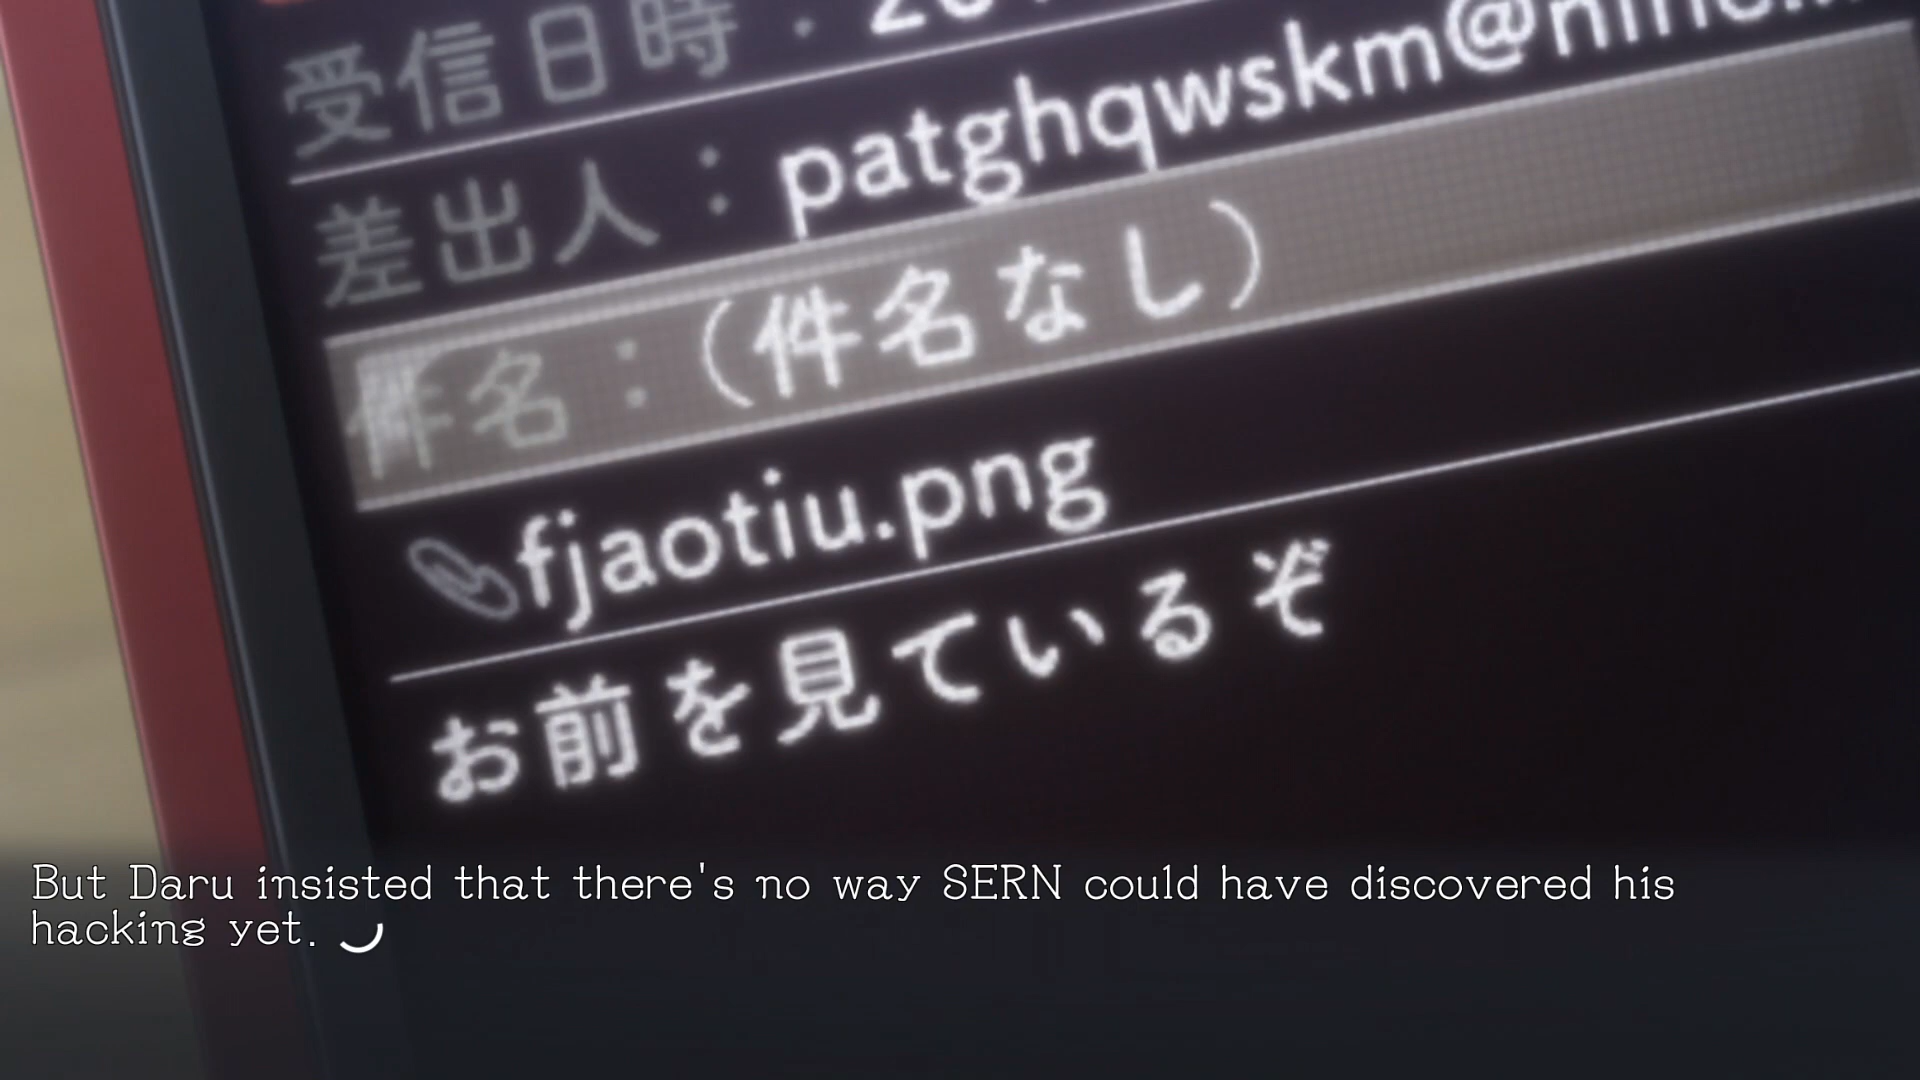 受信日時：20
差出人：patghqwskm@
件名：（件名なし）
fjaotiu.png
お前を見ているぞ
But Daru insisted that there's no way SERN could have discovered his
hacking yet.